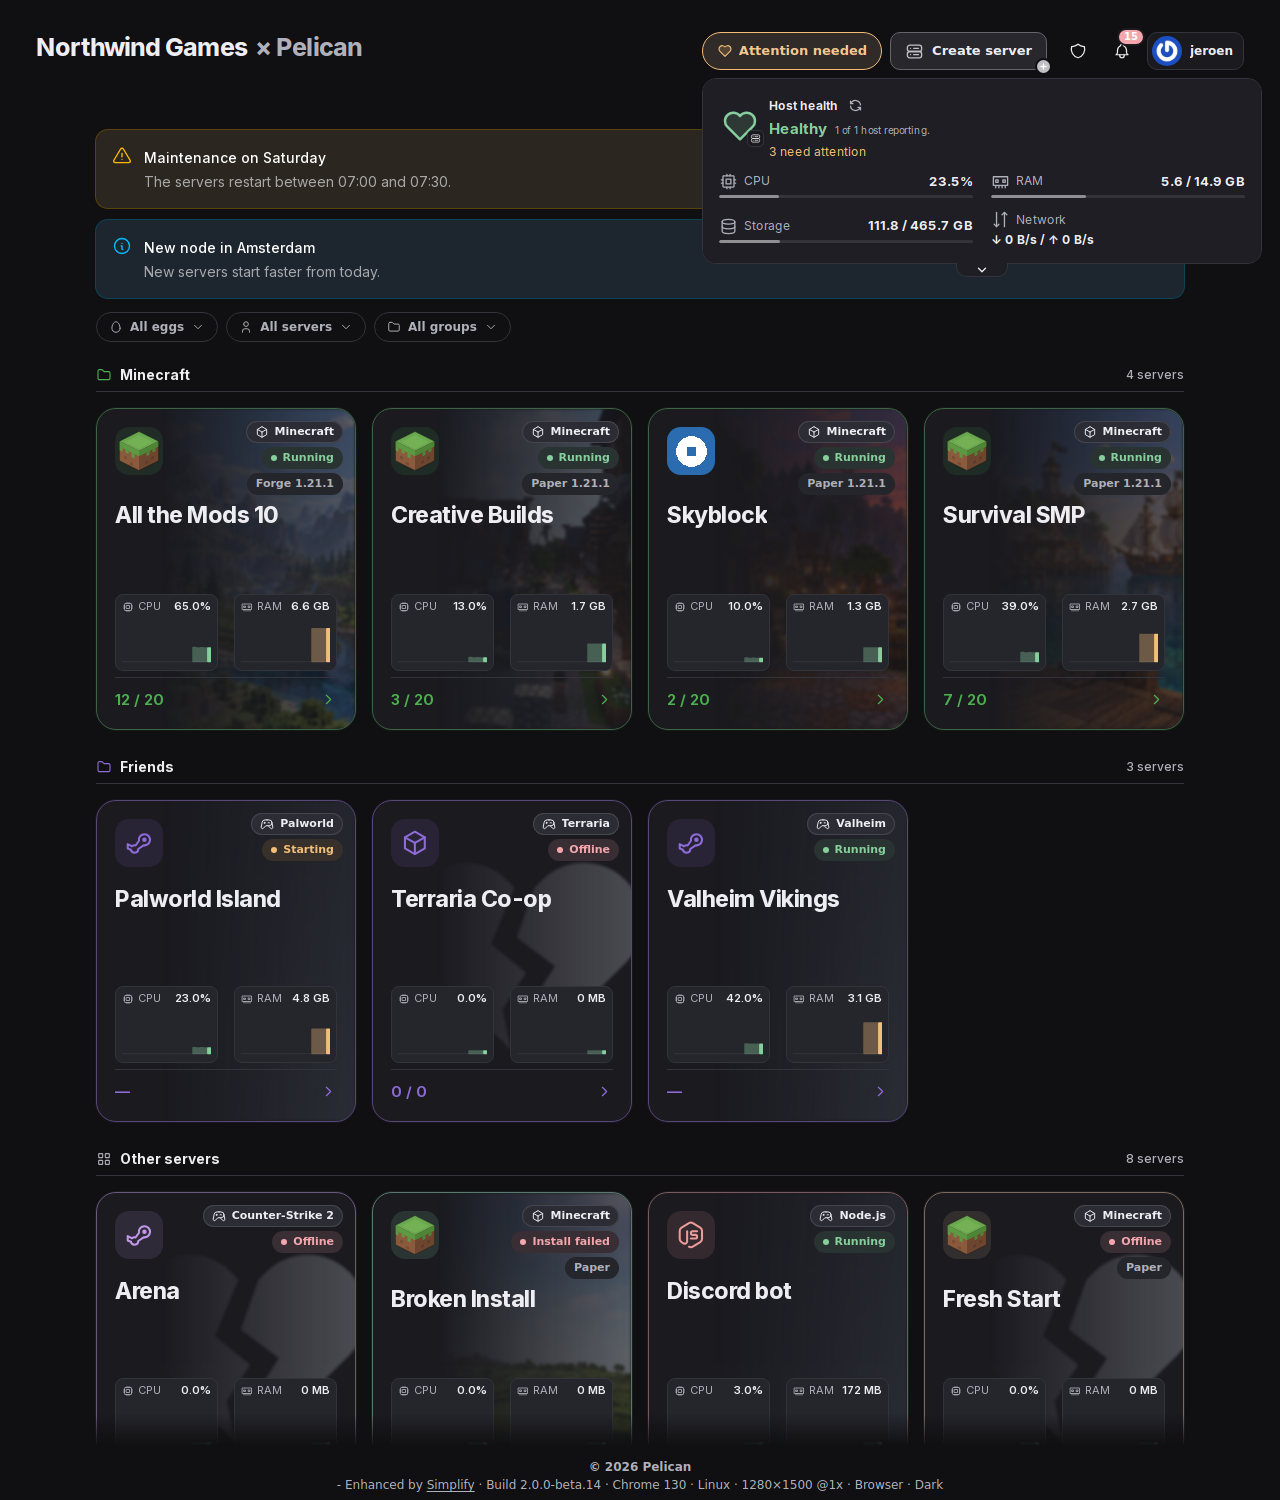 Northwind Games × Pelican
Attention needed
Create server
15
jeroen
Host health
Healthy 1 of 1 host reporting.
3 need attention
CPU 23.5%
RAM 5.6 / 14.9 GB
Storage 111.8 / 465.7 GB
Network
↓ 0 B/s / ↑ 0 B/s
Maintenance on Saturday
The servers restart between 07:00 and 07:30.
New node in Amsterdam
New servers start faster from today.
All eggs
All servers
All groups
Minecraft
4 servers
Minecraft
Running
Forge 1.21.1
All the Mods 10
CPU 65.0%
RAM 6.6 GB
12 / 20
Minecraft
Running
Paper 1.21.1
Creative Builds
CPU 13.0%
RAM 1.7 GB
3 / 20
Minecraft
Running
Paper 1.21.1
Skyblock
CPU 10.0%
RAM 1.3 GB
2 / 20
Minecraft
Running
Paper 1.21.1
Survival SMP
CPU 39.0%
RAM 2.7 GB
7 / 20
Friends
3 servers
Palworld
Starting
Palworld Island
CPU 23.0%
RAM 4.8 GB
—
Terraria
Offline
Terraria Co-op
CPU 0.0%
RAM 0 MB
0 / 0
Valheim
Running
Valheim Vikings
CPU 42.0%
RAM 3.1 GB
—
Other servers
8 servers
Counter-Strike 2
Offline
Arena
CPU 0.0%
RAM 0 MB
Minecraft
Install failed
Paper
Broken Install
CPU 0.0%
RAM 0 MB
Node.js
Running
Discord bot
CPU 3.0%
RAM 172 MB
Minecraft
Offline
Paper
Fresh Start
CPU 0.0%
RAM 0 MB
© 2026 Pelican
- Enhanced by Simplify · Build 2.0.0-beta.14 · Chrome 130 · Linux · 1280×1500 @1x · Browser · Dark